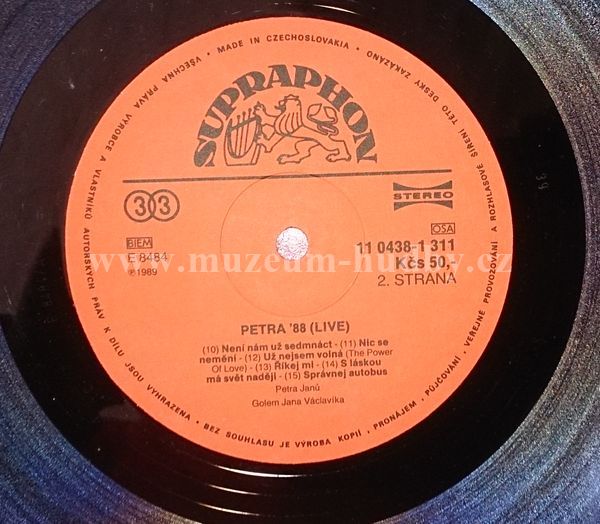 VŠECHNA PRÁVA VÝROBCE A VLASTNÍKŮ AUTORSKÝCH PRÁV K DÍLU JSOU VYHRAZENA • BEZ SOUHLASU JE VÝROBA KOPIÍ, PRONÁJEM, PŮJČOVÁNÍ, VEŘEJNÉ PROVOZOVÁNÍ A ROZHLASOVÉ ŠÍŘENÍ TÉTO DESKY ZAKÁZÁNO • MADE IN CZECHOSLOVAKIA •
SUPRAPHON
33
STEREO
BIEM
OSA
E 8484
11 0438-1 311
℗1989
Kčs 50,-
2. STRANA
www.muzeum-hudby.cz
PETRA '88 (LIVE)
(10) Není nám už sedmnáct - (11) Nic se
nemění - (12) Už nejsem volná (The Power
Of Love) - (13) Říkej mi - (14) S láskou
má svět naději - (15) Správnej autobus
Petra Janů
Golem Jana Václavíka
39